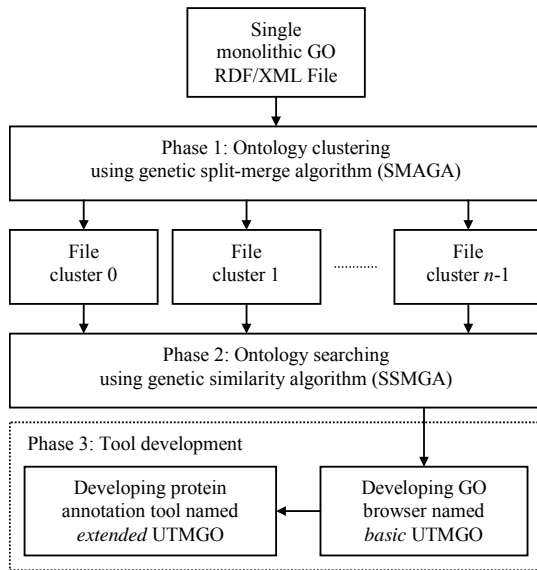 Single
monolithic GO
RDF/XML File
Phase 1: Ontology clustering
using genetic split-merge algorithm (SMAGA)
File
cluster 0
File
cluster 1
............
File
cluster n-1
Phase 2: Ontology searching
using genetic similarity algorithm (SSMGA)
Phase 3: Tool development
Developing protein
annotation tool named
extended UTMGO
Developing GO
browser named
basic UTMGO